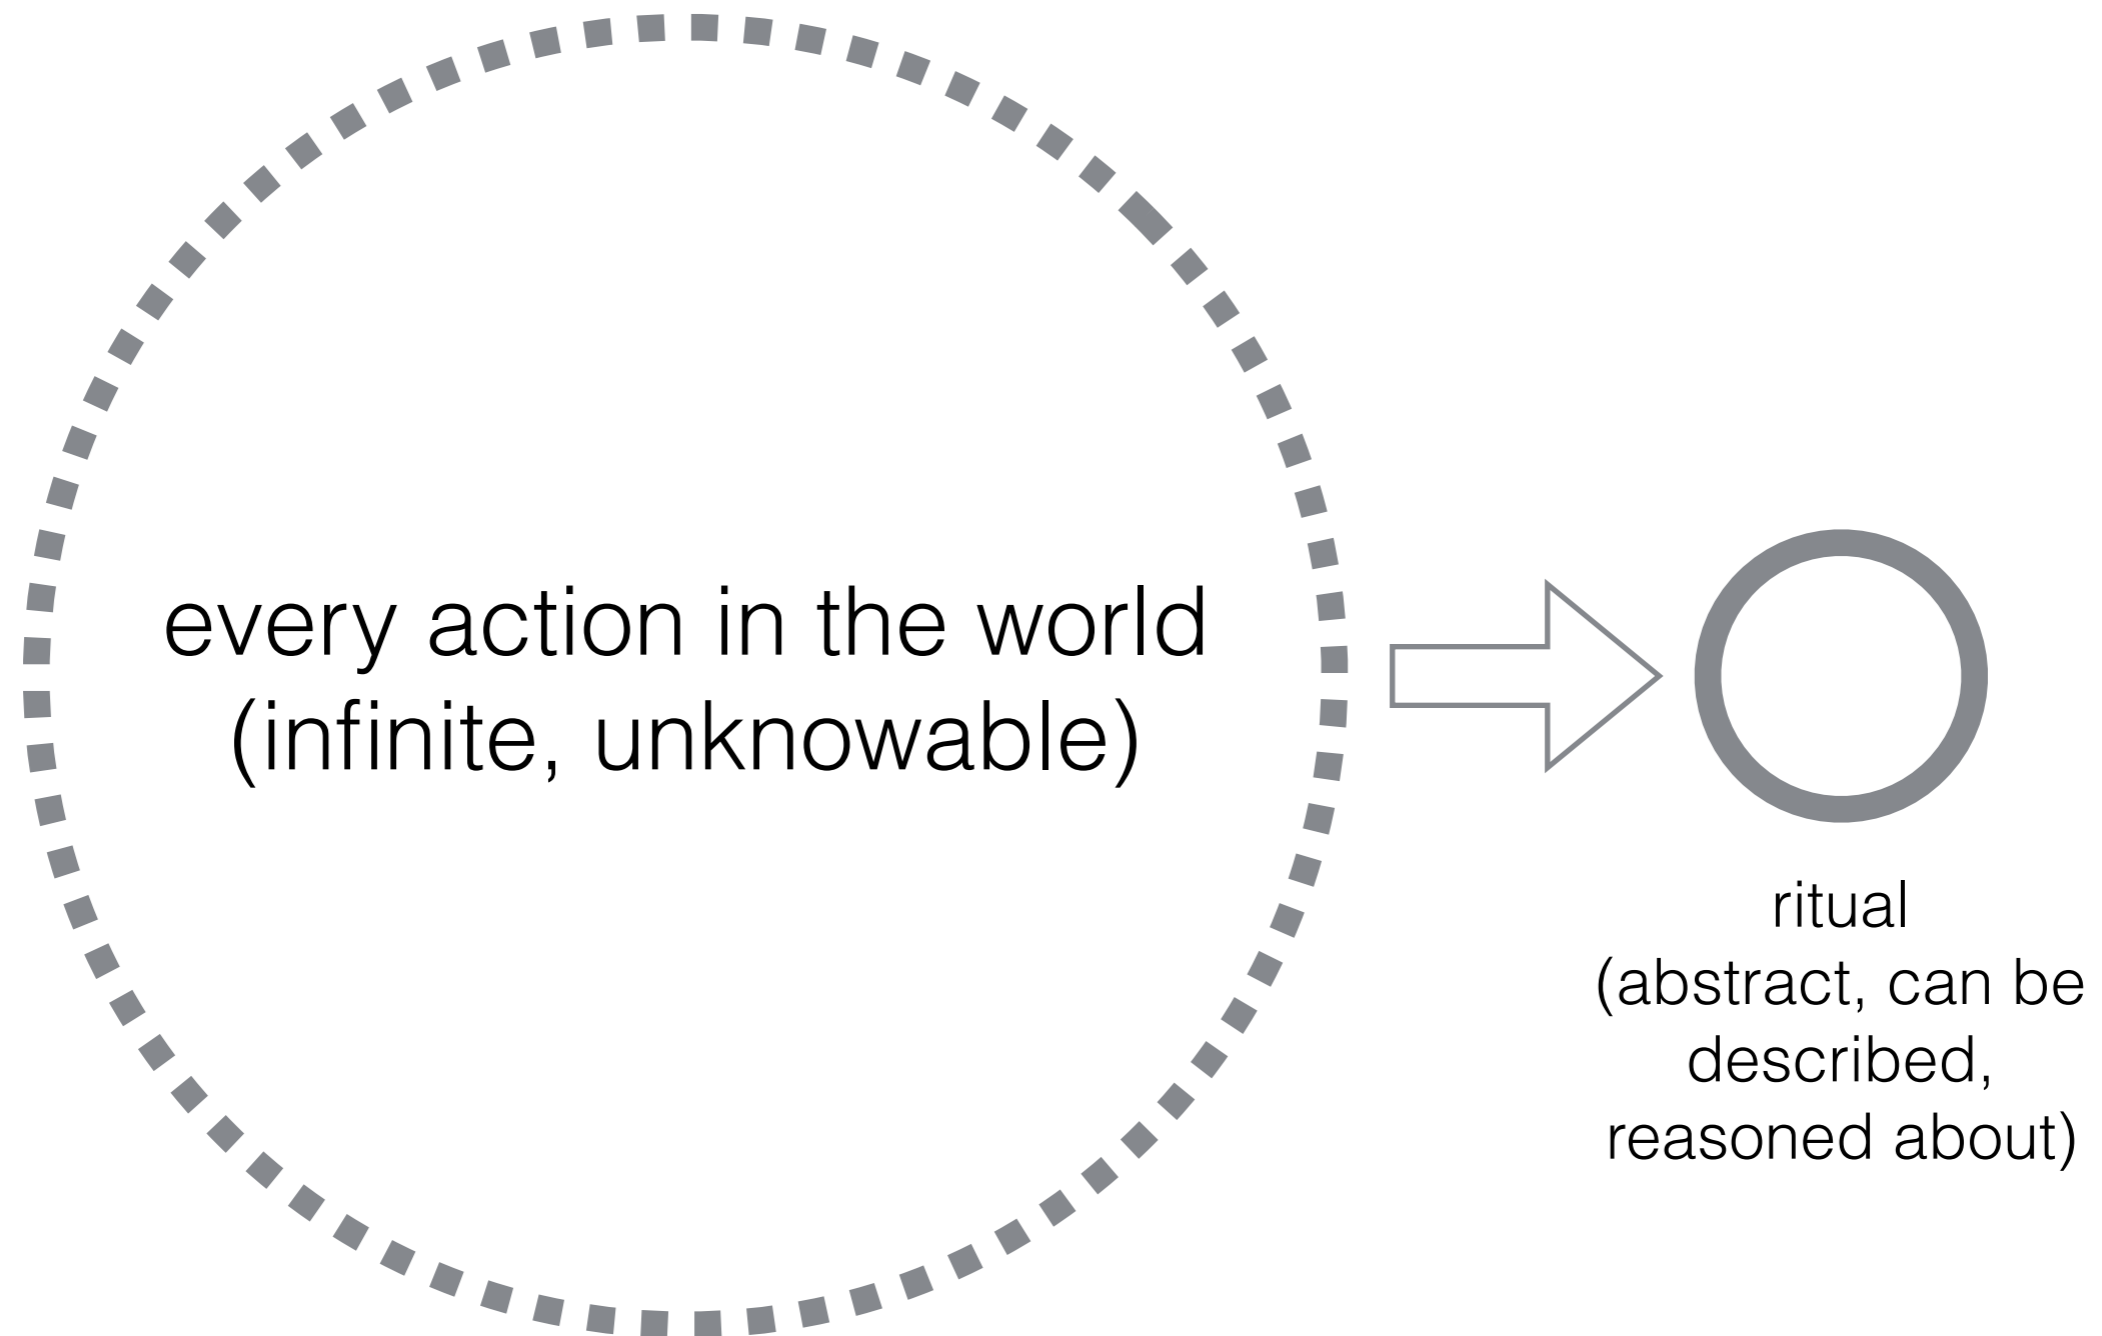 every action in the world
(infinite, unknowable)
ritual
(abstract, can be
described,
reasoned about)